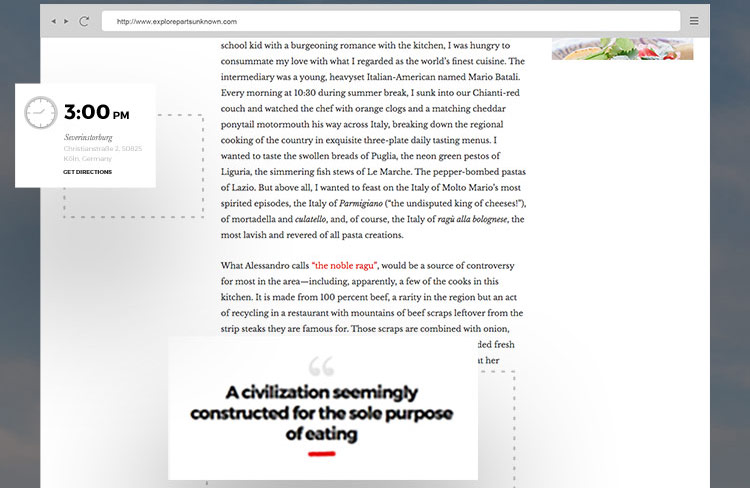 http://www.explorepartsunknown.com
school kid with a burgeoning romance with the kitchen, I was hungry to
consummate my love with what I regarded as the world's finest cuisine. The
intermediary was a young, heavyset Italian-American named Mario Batali.
Every morning at 10:30 during summer break, I sunk into our Chianti-red
couch and watched the chef with orange clogs and a matching cheddar
ponytail motormouth his way across Italy, breaking down the regional
cooking of the country in exquisite three-plate daily tasting menus. I
wanted to taste the swollen breads of Puglia, the neon green pestos of
Liguria, the simmering fish stews of Le Marche. The pepper-bombed pastas
of Lazio. But above all, I wanted to feast on the Italy of Molto Mario's most
spirited episodes, the Italy of Parmigiano (“the undisputed king of cheeses!”),
of mortadella and culatello, and, of course, the Italy of ragù alla bolognese, the
most lavish and revered of all pasta creations.
3:00 PM
Severinstorburg
Christianstraße 2, 50825
Köln, Germany
GET DIRECTIONS
What Alessandro calls “the noble ragu”, would be a source of controversy
for most in the area—including, apparently, a few of the cooks in this
kitchen. It is made from 100 percent beef, a rarity in the region but an act
of recycling in a restaurant with mountains of beef scraps leftover from the
strip steaks they are famous for. Those scraps are combined with onion,
ded fresh
at her
“
A civilization seemingly
constructed for the sole purpose
of eating